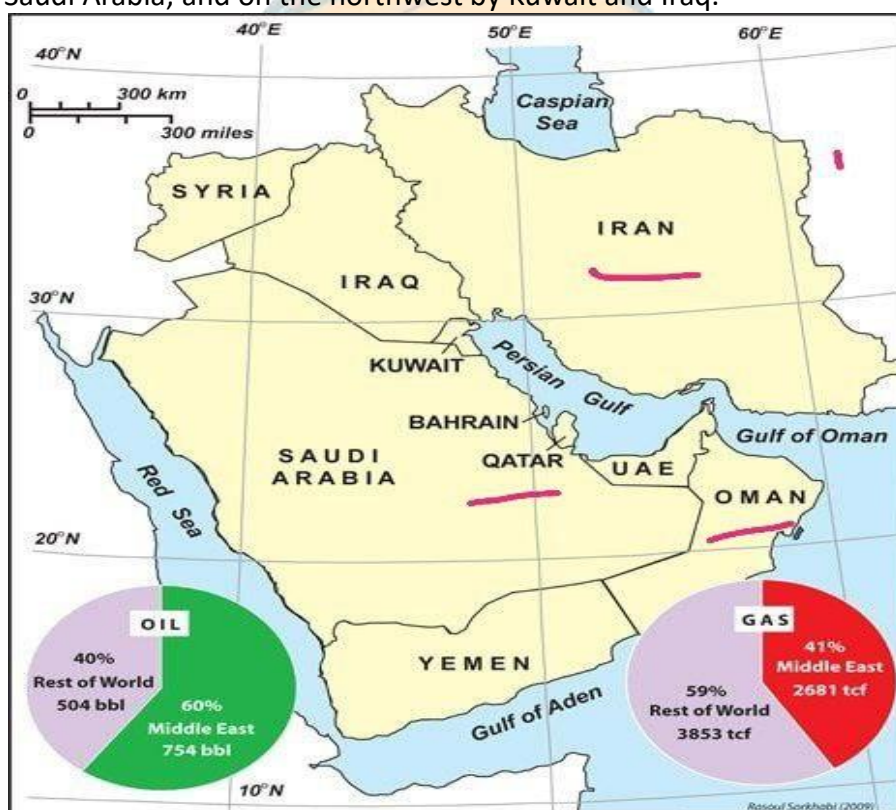 Saudi Arabia, and on the northwest by Kuwait and Iraq.
40°E
50°E
60°E
40°N
0 300 km
0 300 miles
Caspian
Sea
SYRIA
IRAN
IRAQ
30°N
KUWAIT
Persian Gulf
BAHRAIN
Gulf of Oman
QATAR
SAUDI
ARABIA
UAE
OMAN
Red Sea
20°N
OIL
40%
Rest of World
504 bbl
60%
Middle East
754 bbl
GAS
41%
Middle East
2681 tcf
59%
Rest of World
3853 tcf
YEMEN
Gulf of Aden
10°N
Rasoul Sorkhabi (2009)